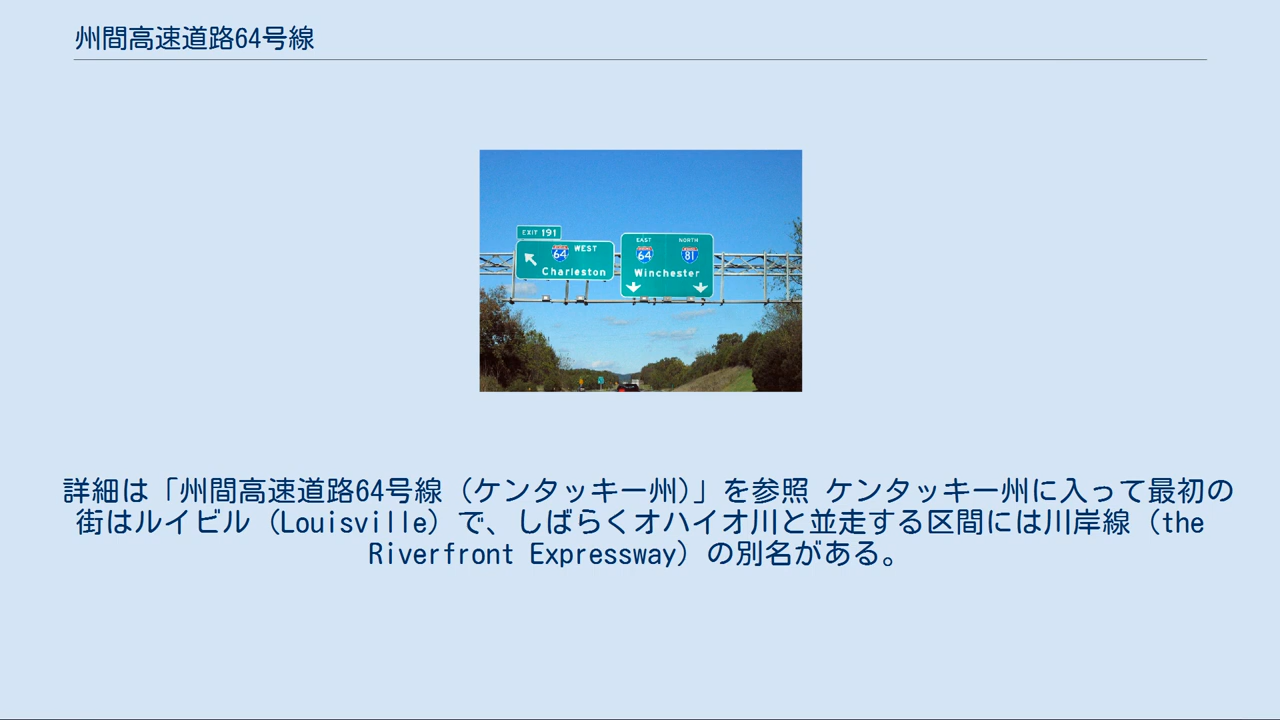 州間高速道路64号線
EXIT 191
64 WEST
Charleston
EAST NORTH
64 81
Winchester
詳細は「州間高速道路64号線（ケンタッキー州）」を参照 ケンタッキー州に入って最初の
街はルイビル（Louisville）で、しばらくオハイオ川と並走する区間には川岸線（the
Riverfront Expressway）の別名がある。